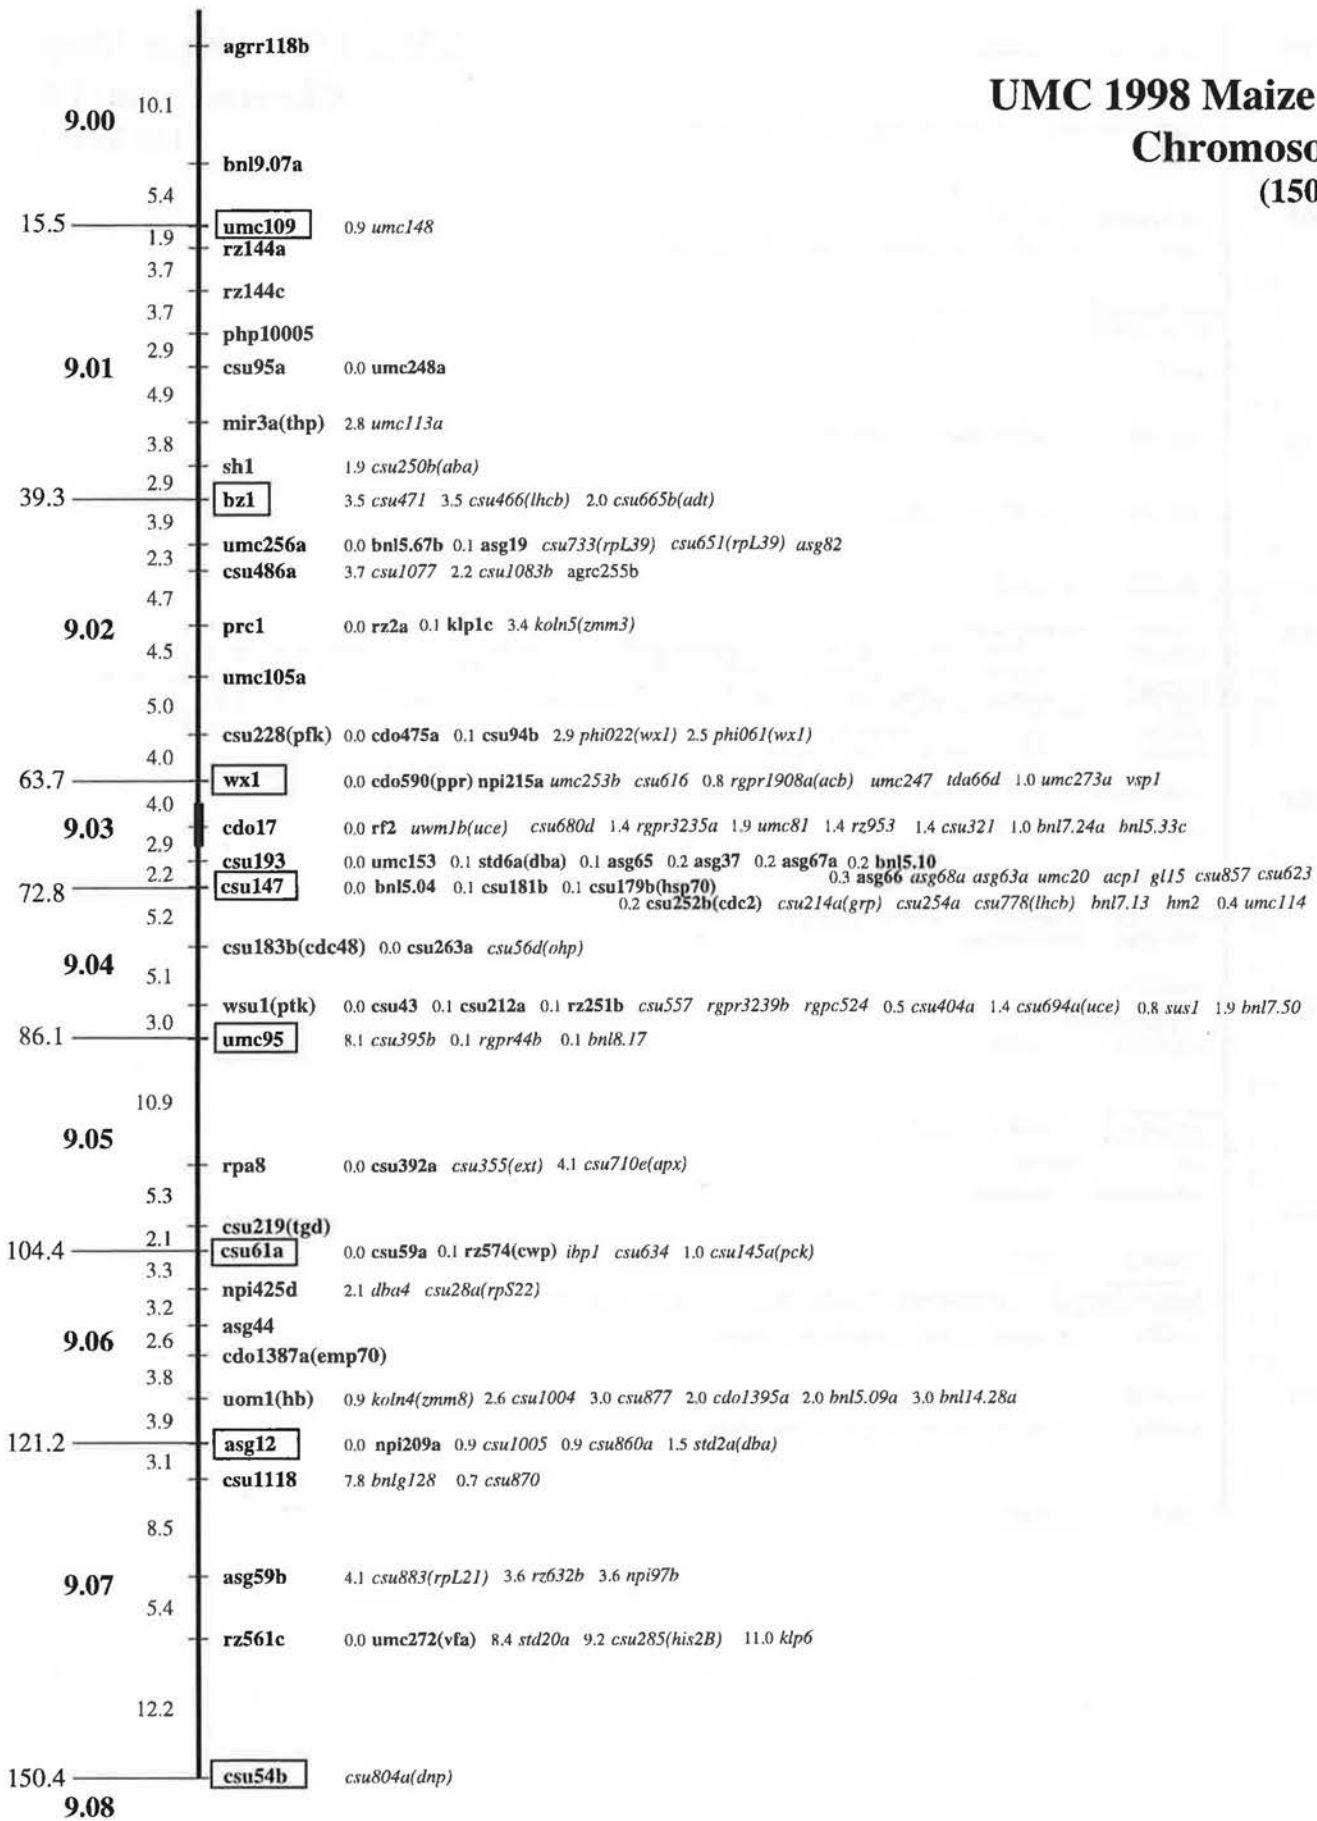 agrr118b
UMC 1998 Maize
10.1
9.00
Chromoso
bnl9.07a
(150
5.4
15.5 umc109 0.9 umc148
1.9
rz144a
3.7
rz144c
3.7
php10005
2.9
9.01 csu95a 0.0 umc248a
4.9
mir3a(thp) 2.8 umc113a
3.8
sh1 1.9 csu250b(aba)
2.9
39.3 bz1 3.5 csu471 3.5 csu466(lhcb) 2.0 csu665b(adt)
3.9
umc256a 0.0 bnl5.67b 0.1 asg19 csu733(rpL39) csu651(rpL39) asg82
2.3
csu486a 3.7 csu1077 2.2 csu1083b agrc255b
4.7
9.02 prc1 0.0 rz2a 0.1 klp1c 3.4 koln5(zmm3)
4.5
umc105a
5.0
csu228(pfk) 0.0 cdo475a 0.1 csu94b 2.9 phi022(wx1) 2.5 phi061(wx1)
4.0
63.7 wx1 0.0 cdo590(ppr) npi215a umc253b csu616 0.8 rgpr1908a(acb) umc247 tda66d 1.0 umc273a vsp1
4.0
9.03 cdo17 0.0 rf2 uwm1b(uce) csu680d 1.4 rgpr3235a 1.9 umc81 1.4 rz953 1.4 csu321 1.0 bnl7.24a bnl5.33c
2.9
csu193 0.0 umc153 0.1 std6a(dba) 0.1 asg65 0.2 asg37 0.2 asg67a 0.2 bnl5.10
2.2 0.3 asg66 asg68a asg63a umc20 acp1 gl15 csu857 csu623
72.8 csu147 0.0 bnl5.04 0.1 csu181b 0.1 csu179b(hsp70)
0.2 csu252b(cdc2) csu214a(grp) csu254a csu778(lhcb) bnl7.13 hm2 0.4 umc114
5.2
csu183b(cdc48) 0.0 csu263a csu56d(ohp)
9.04
5.1
wsu1(ptk) 0.0 csu43 0.1 csu212a 0.1 rz251b csu557 rgpr3239b rgpc524 0.5 csu404a 1.4 csu694a(uce) 0.8 sus1 1.9 bnl7.50
3.0
86.1 umc95 8.1 csu395b 0.1 rgpr44b 0.1 bnl8.17
10.9
9.05
rpa8 0.0 csu392a csu355(ext) 4.1 csu710e(apx)
5.3
csu219(tgd)
2.1
104.4 csu61a 0.0 csu59a 0.1 rz574(cwp) ibp1 csu634 1.0 csu145a(pck)
3.3
npi425d 2.1 dba4 csu28a(rpS22)
3.2
asg44
9.06 2.6
cdo1387a(emp70)
3.8
uom1(hb) 0.9 koln4(zmm8) 2.6 csu1004 3.0 csu877 2.0 cdo1395a 2.0 bnl5.09a 3.0 bnl14.28a
3.9
121.2 asg12 0.0 npi209a 0.9 csu1005 0.9 csu860a 1.5 std2a(dba)
3.1
csu1118 7.8 bnlg128 0.7 csu870
8.5
9.07 asg59b 4.1 csu883(rpL21) 3.6 rz632b 3.6 npi97b
5.4
rz561c 0.0 umc272(vfa) 8.4 std20a 9.2 csu285(his2B) 11.0 klp6
12.2
150.4 csu54b csu804a(dnp)
9.08